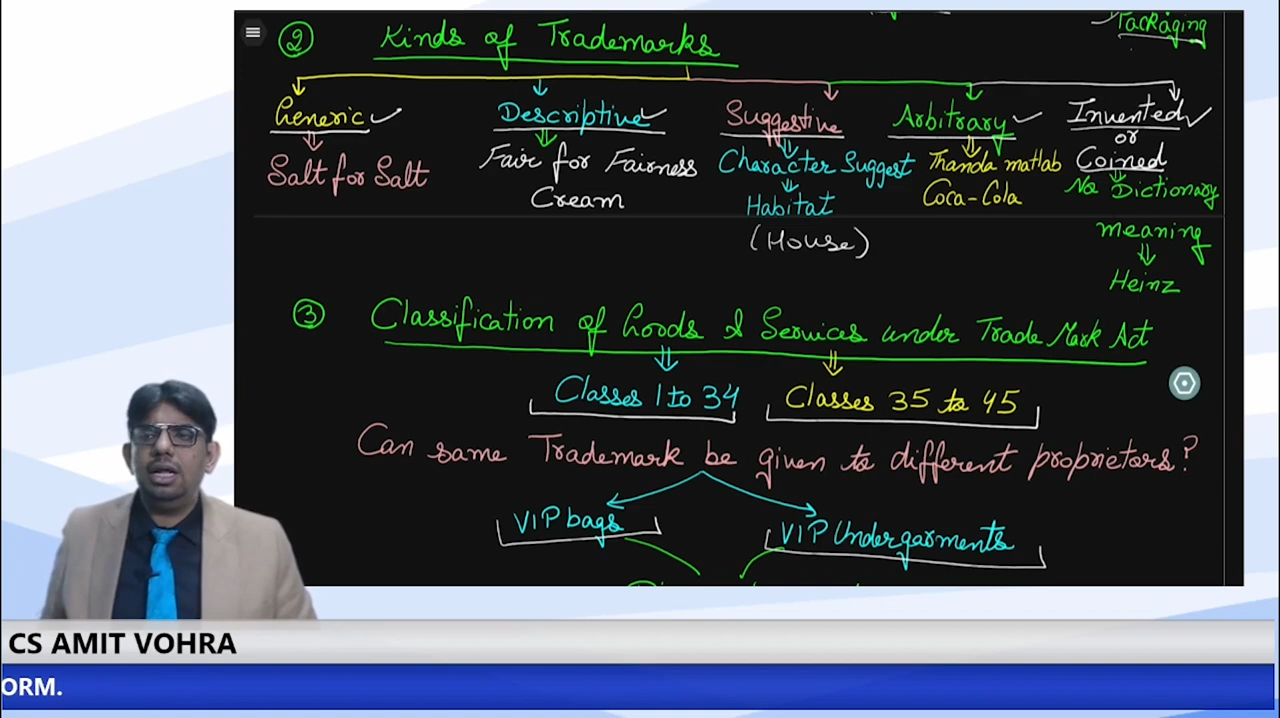 Packaging
② Kinds of Trademarks
Generic Descriptive Suggestive Arbitrary Invented
or
Coined
Salt for Salt Fair for Fairness Character Suggest Thanda matlab No Dictionary
Cream Habitat Coca-Cola meaning
(House) Heinz
③ Classification of Goods & Services under Trade Mark Act
Classes 1 to 34 Classes 35 to 45
Can same Trademark be given to different proprietors?
VIP bags VIP Undergarments
CS AMIT VOHRA
ORM.